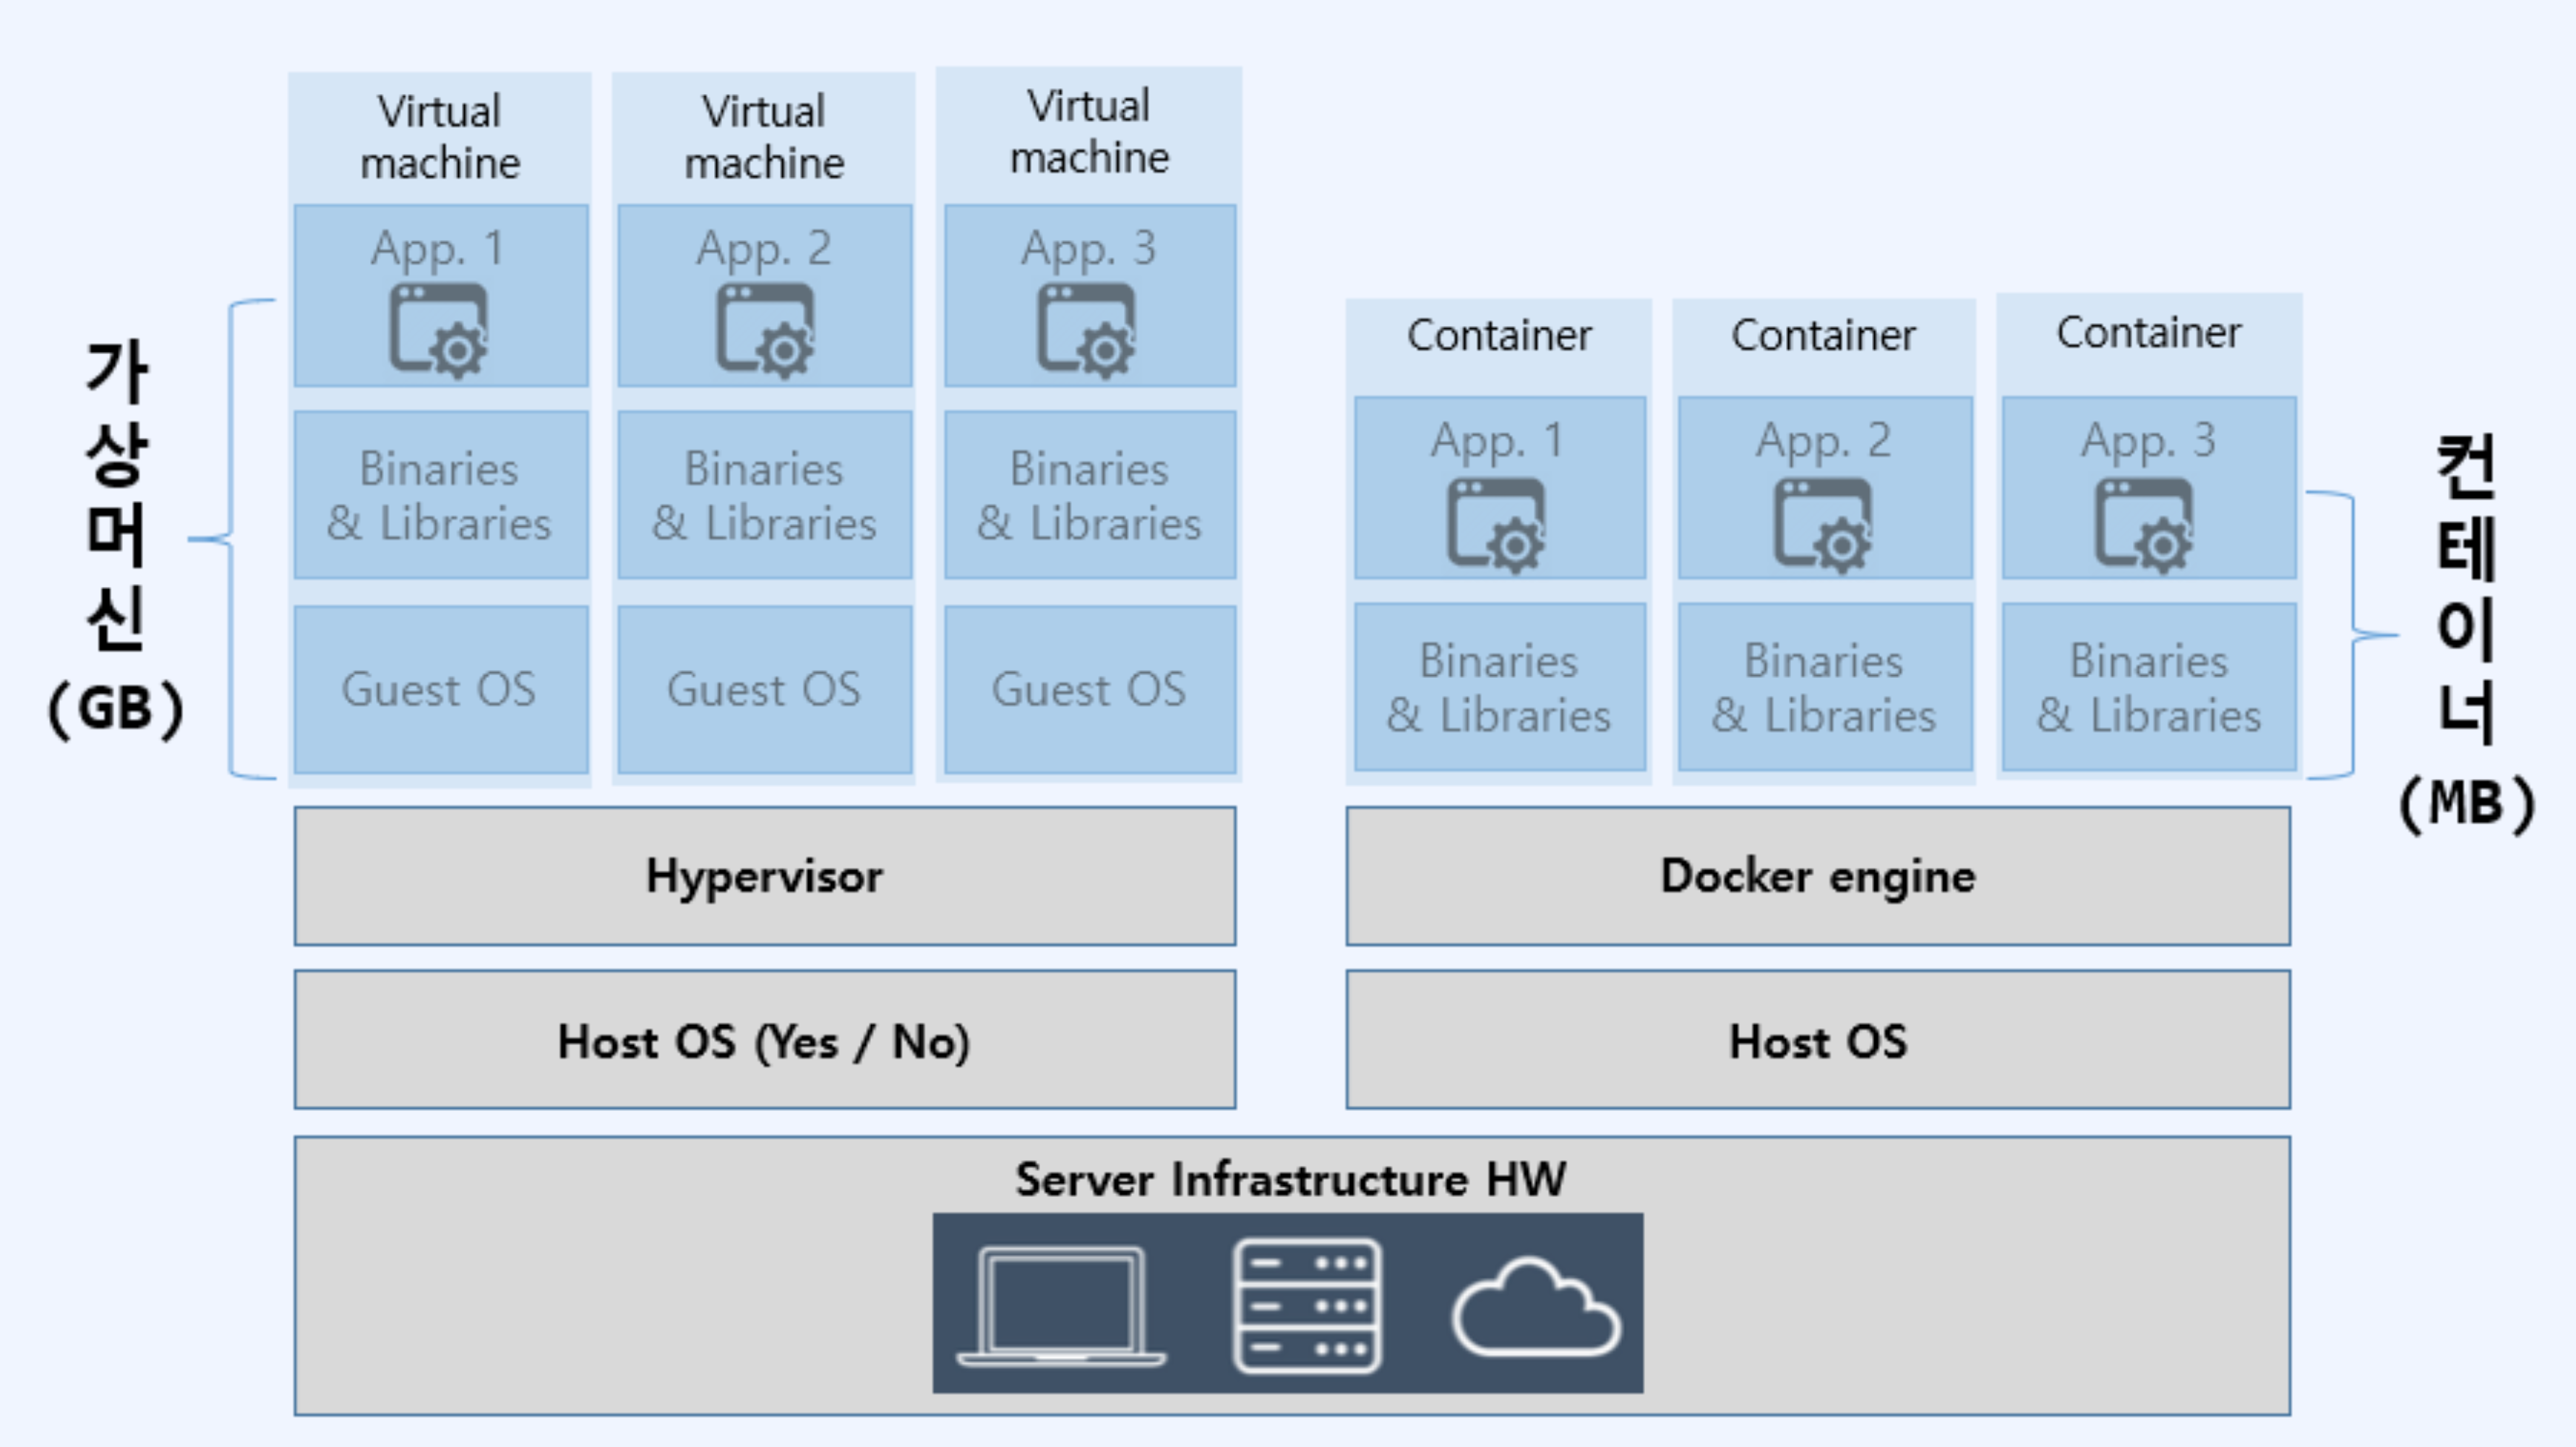 가
상
머
신
(GB)
Virtual
machine
App. 1
Binaries
& Libraries
Guest OS
Virtual
machine
App. 2
Binaries
& Libraries
Guest OS
Virtual
machine
App. 3
Binaries
& Libraries
Guest OS
Hypervisor
Host OS (Yes / No)
Container
App. 1
Binaries
& Libraries
Container
App. 2
Binaries
& Libraries
Container
App. 3
Binaries
& Libraries
컨
테
이
너
(MB)
Docker engine
Host OS
Server Infrastructure HW